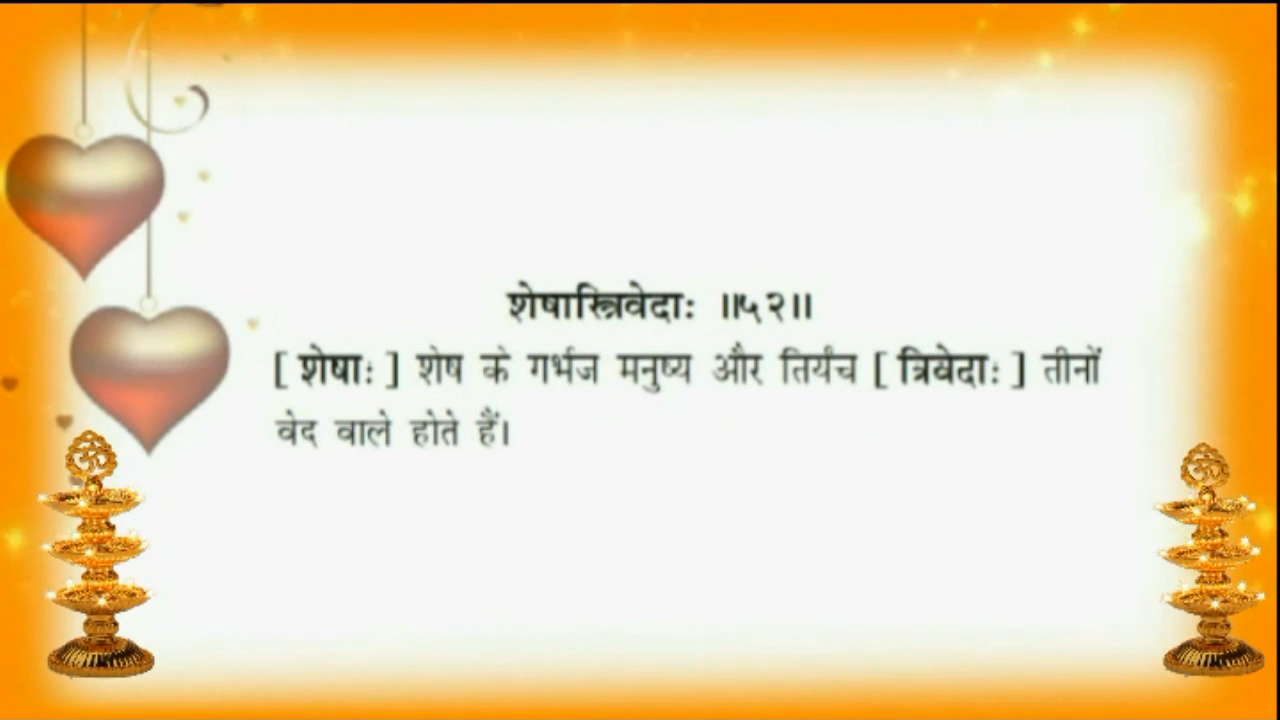 शेषास्त्रिवेदाः ॥५२॥
[ शेषाः ] शेष के गर्भज मनुष्य और तिर्यंच [ त्रिवेदाः ] तीनों
वेद वाले होते हैं।